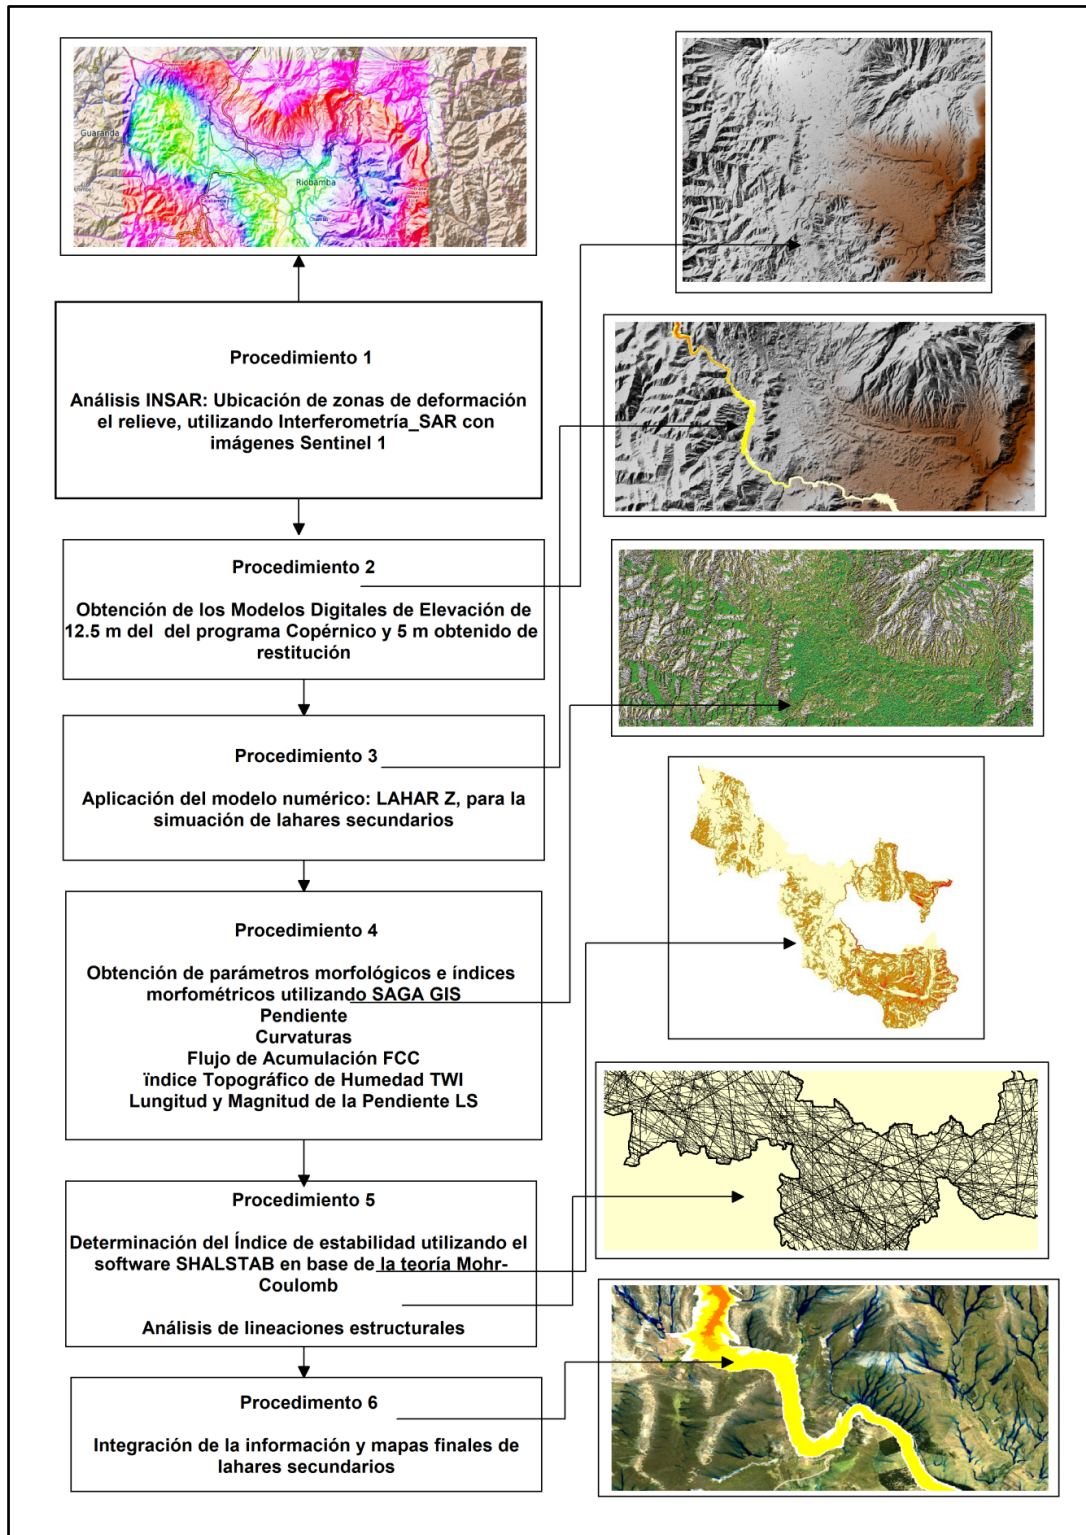 Guaranda
Riobamba
Procedimiento 1
Análisis INSAR: Ubicación de zonas de deformación
el relieve, utilizando Interferometría_SAR con
imágenes Sentinel 1
Procedimiento 2
Obtención de los Modelos Digitales de Elevación de
12.5 m del  del programa Copérnico y 5 m obtenido de
restitución
Procedimiento 3
Aplicación del modelo numérico: LAHAR Z, para la
simuación de lahares secundarios
Procedimiento 4
Obtención de parámetros morfológicos e índices
morfométricos utilizando SAGA GIS
Pendiente
Curvaturas
Flujo de Acumulación FCC
ïndice Topográfico de Humedad TWI
Lungitud y Magnitud de la Pendiente LS
Procedimiento 5
Determinación del Índice de estabilidad utilizando el
software SHALSTAB en base de la teoría Mohr-
Coulomb
Análisis de lineaciones estructurales
Procedimiento 6
Integración de la información y mapas finales de
lahares secundarios